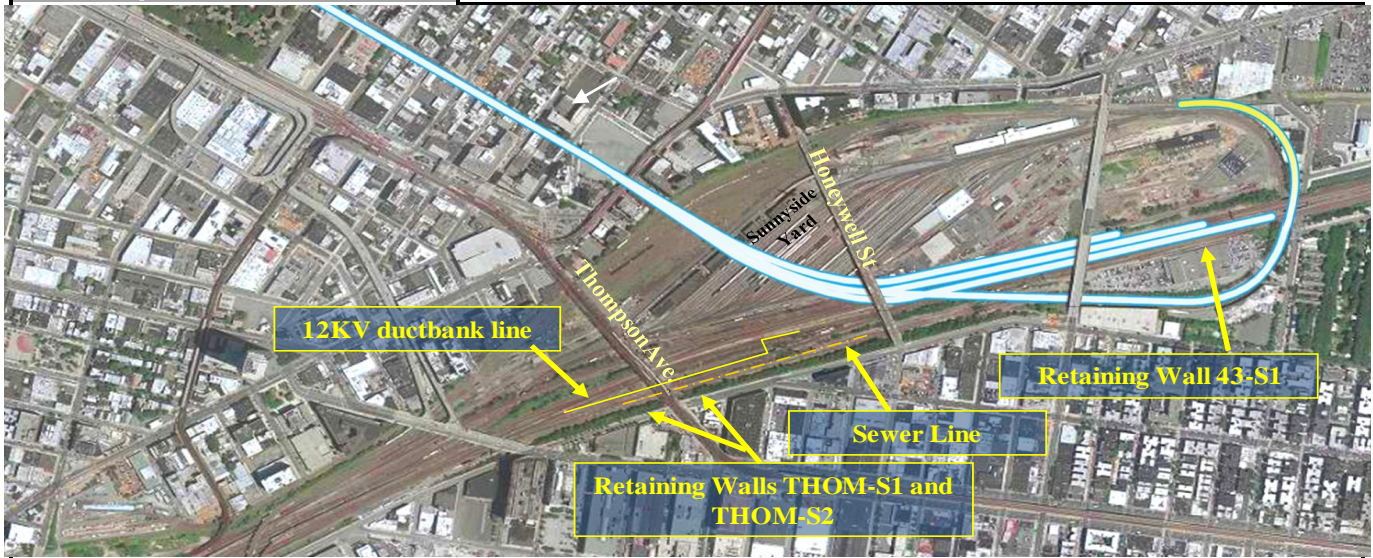 Honeywell St
Sunnyside
Yard
Thompson Ave.
12KV ductbank line
Retaining Wall 43-S1
Sewer Line
Retaining Walls THOM-S1 and
THOM-S2